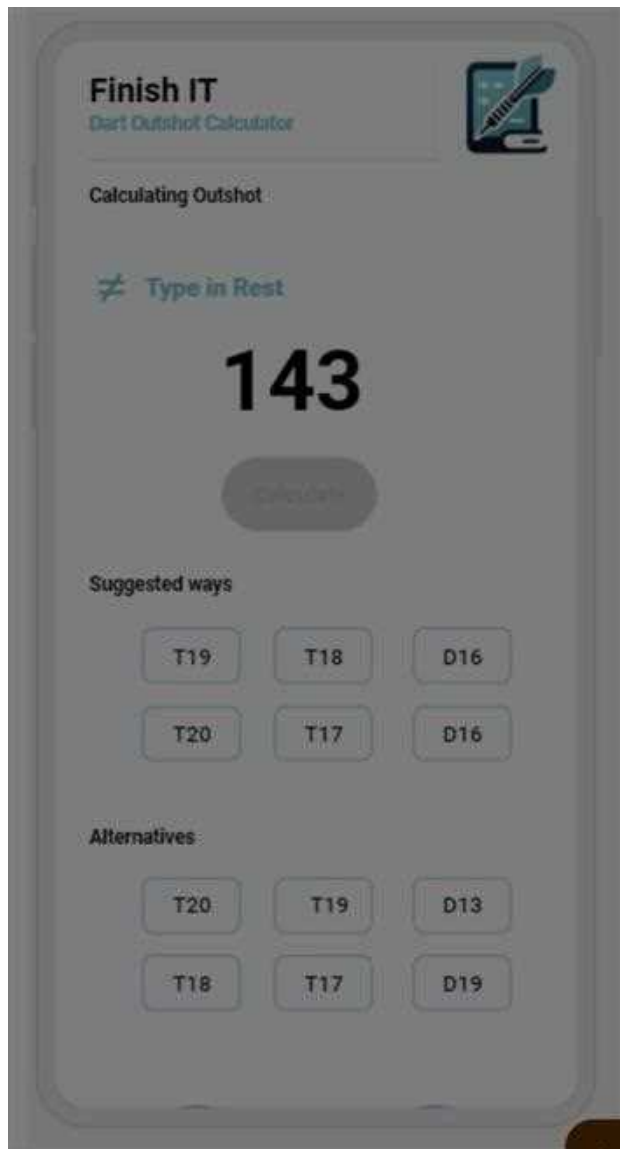 Finish IT
Dart Outshot Calculator
Calculating Outshot
≠ Type in Rest
143
Calculate
Suggested ways
T19 T18 D16
T20 T17 D16
Alternatives
T20 T19 D13
T18 T17 D19